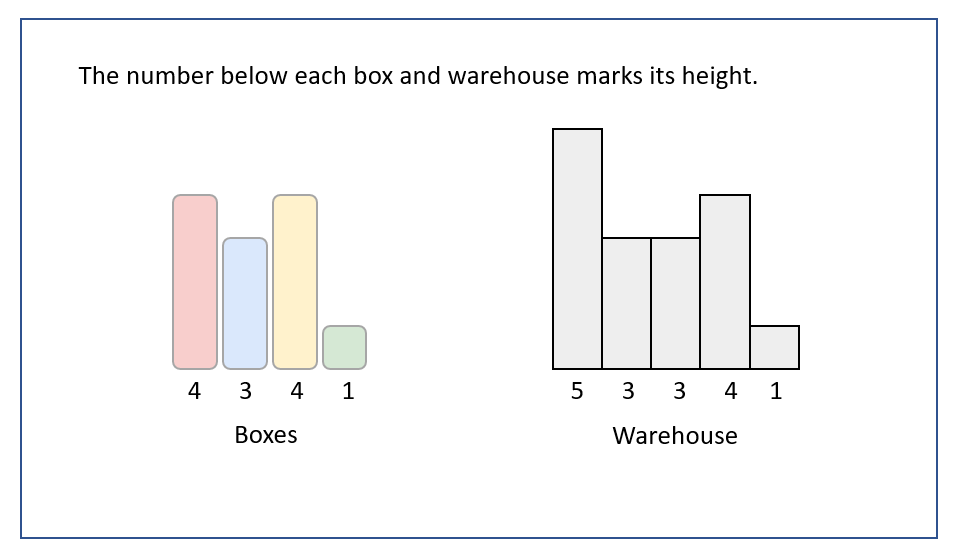 The number below each box and warehouse marks its height.
4 3 4 1
5 3 3 4 1
Boxes
Warehouse